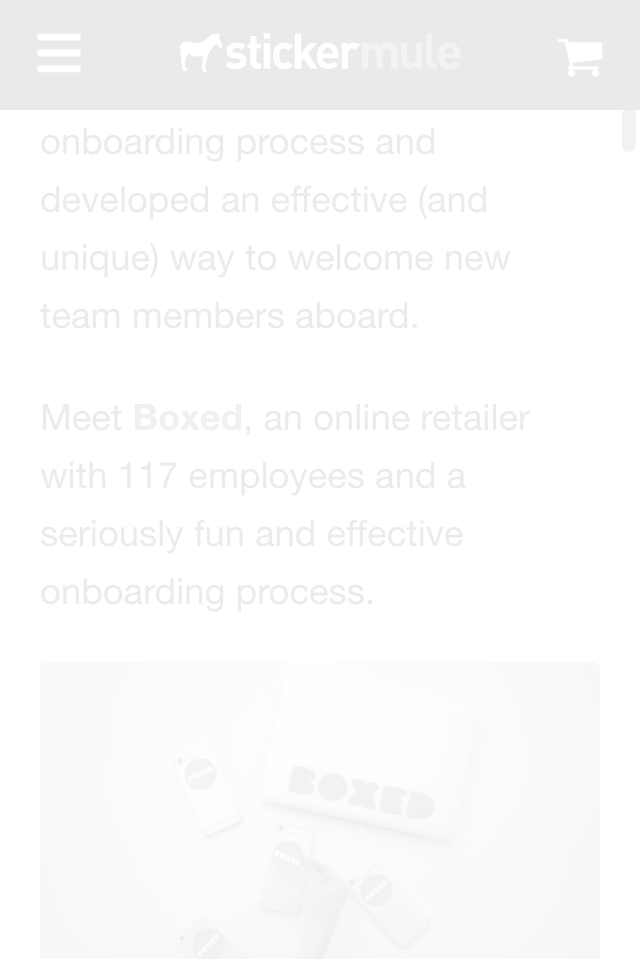 stickermule
onboarding process and
developed an effective (and
unique) way to welcome new
team members aboard.
Meet Boxed, an online retailer
with 117 employees and a
seriously fun and effective
onboarding process.
BOXED